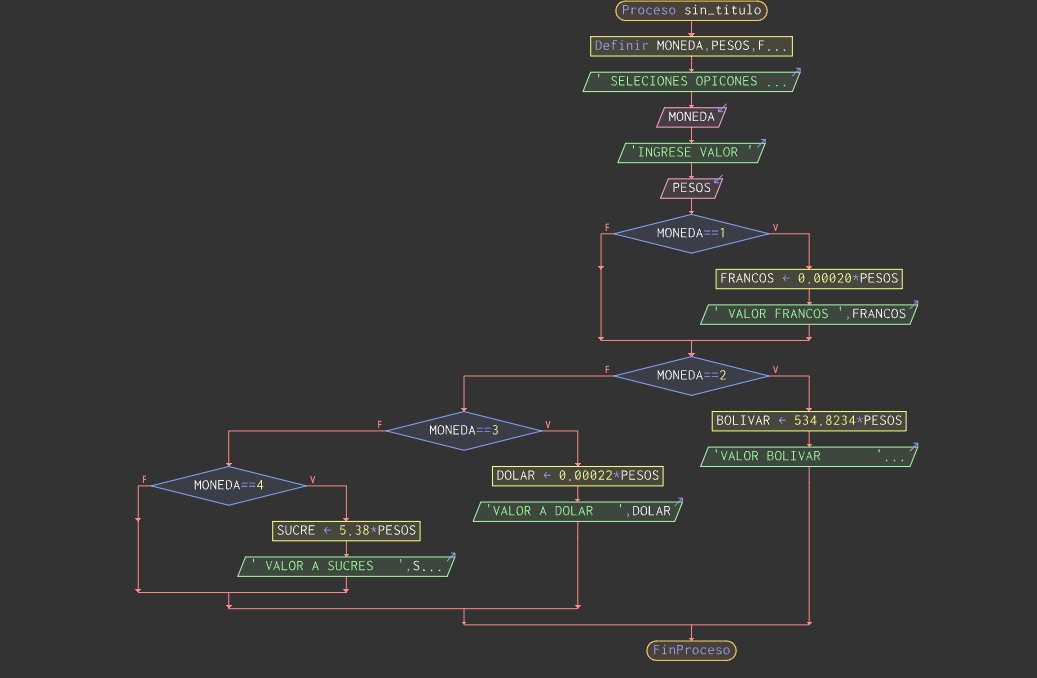 Proceso sin_titulo
Definir MONEDA,PESOS,F...
' SELECIONES OPICONES ...
MONEDA
'INGRESE VALOR '
PESOS
MONEDA==1
F
V
FRANCOS ← 0.00020*PESOS
' VALOR FRANCOS ',FRANCOS
MONEDA==2
F
V
BOLIVAR ← 534.8234*PESOS
'VALOR BOLIVAR '...
MONEDA==3
F
V
DOLAR ← 0.00022*PESOS
'VALOR A DOLAR ',DOLAR
MONEDA==4
F
V
SUCRE ← 5.38*PESOS
' VALOR A SUCRES ',S...
FinProceso